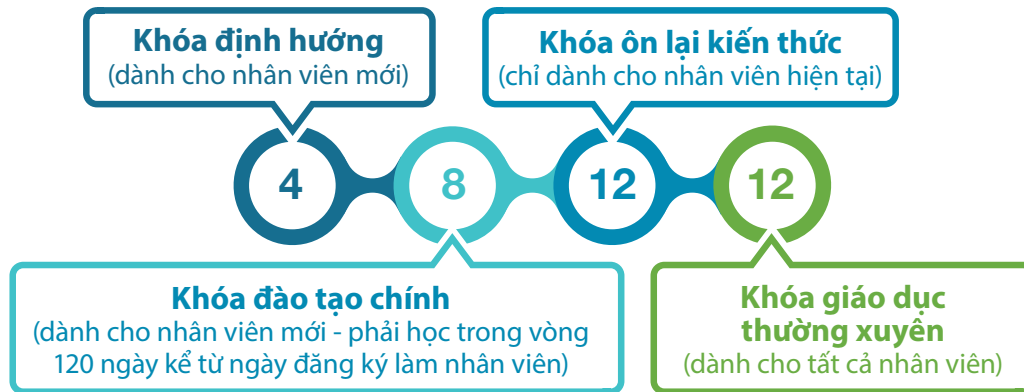 Khóa định hướng
(dành cho nhân viên mới)
Khóa ôn lại kiến thức
(chỉ dành cho nhân viên hiện tại)
4
8
12
12
Khóa đào tạo chính
(dành cho nhân viên mới - phải học trong vòng
120 ngày kể từ ngày đăng ký làm nhân viên)
Khóa giáo dục
thường xuyên
(dành cho tất cả nhân viên)